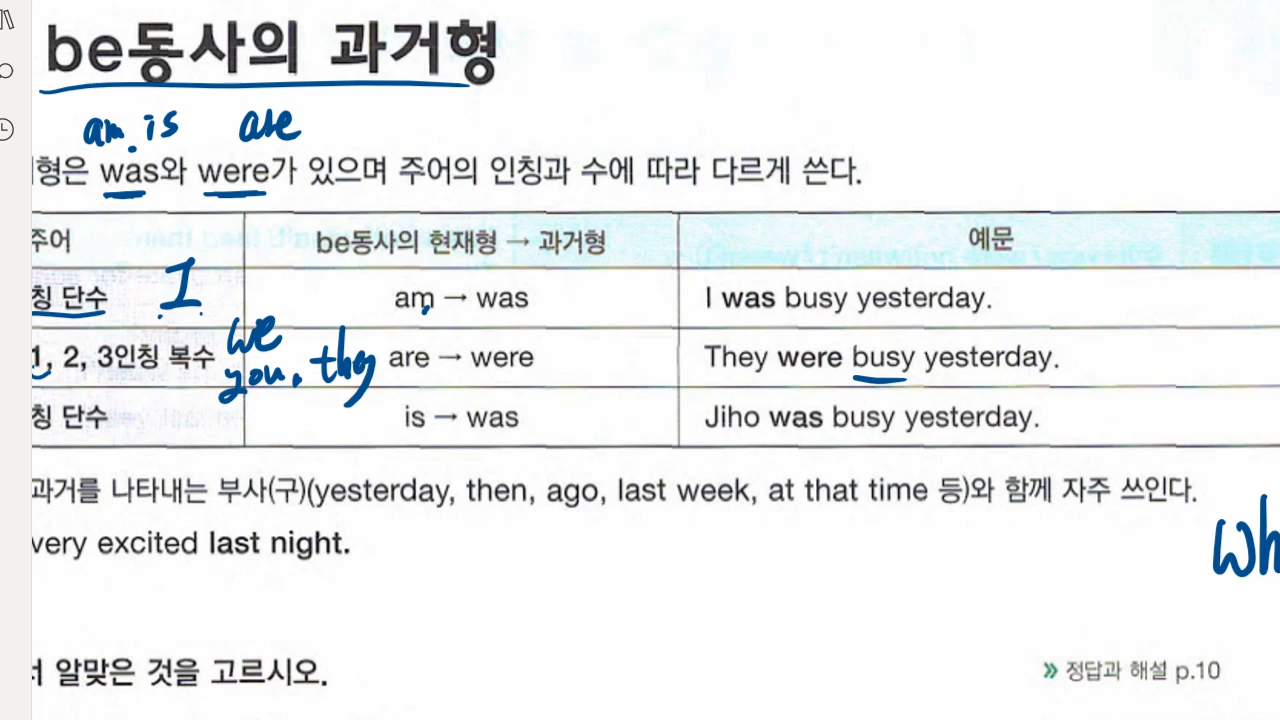 be동사의 과거형
am. is are
형은 was와 were가 있으며 주어의 인칭과 수에 따라 다르게 쓴다.
주어 be동사의 현재형 → 과거형 예문
칭 단수 I am → was I was busy yesterday.
1, 2, 3인칭 복수 we you, they are → were They were busy yesterday.
칭 단수 is → was Jiho was busy yesterday.
과거를 나타내는 부사(구)(yesterday, then, ago, last week, at that time 등)와 함께 자주 쓰인다.
very excited last night.
wh
알맞은 것을 고르시오. » 정답과 해설 p.10